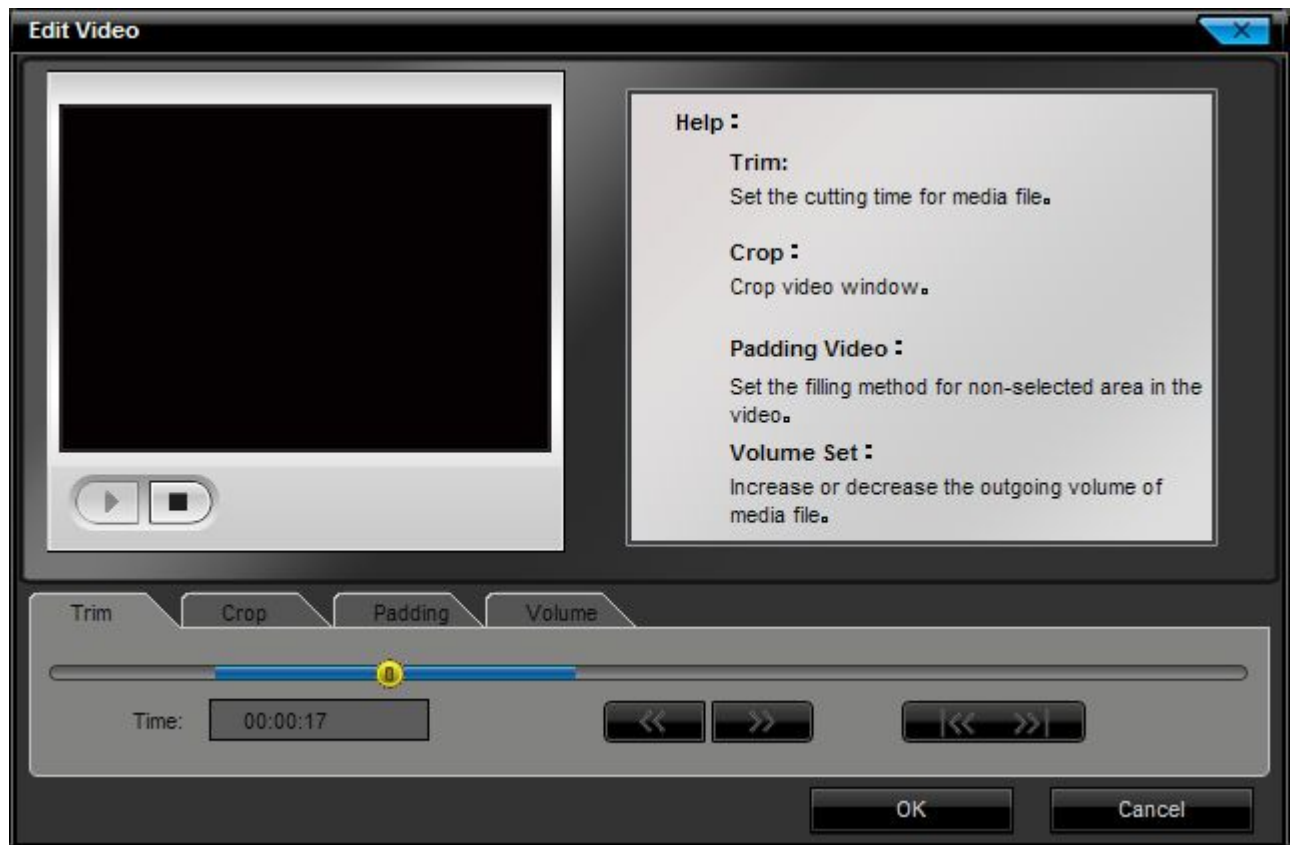 Edit Video
Help：
Trim:
Set the cutting time for media file。
Crop：
Crop video window。
Padding Video：
Set the filling method for non-selected area in the
video。
Volume Set：
Increase or decrease the outgoing volume of
media file。
Trim
Crop
Padding
Volume
Time:
00:00:17
OK
Cancel